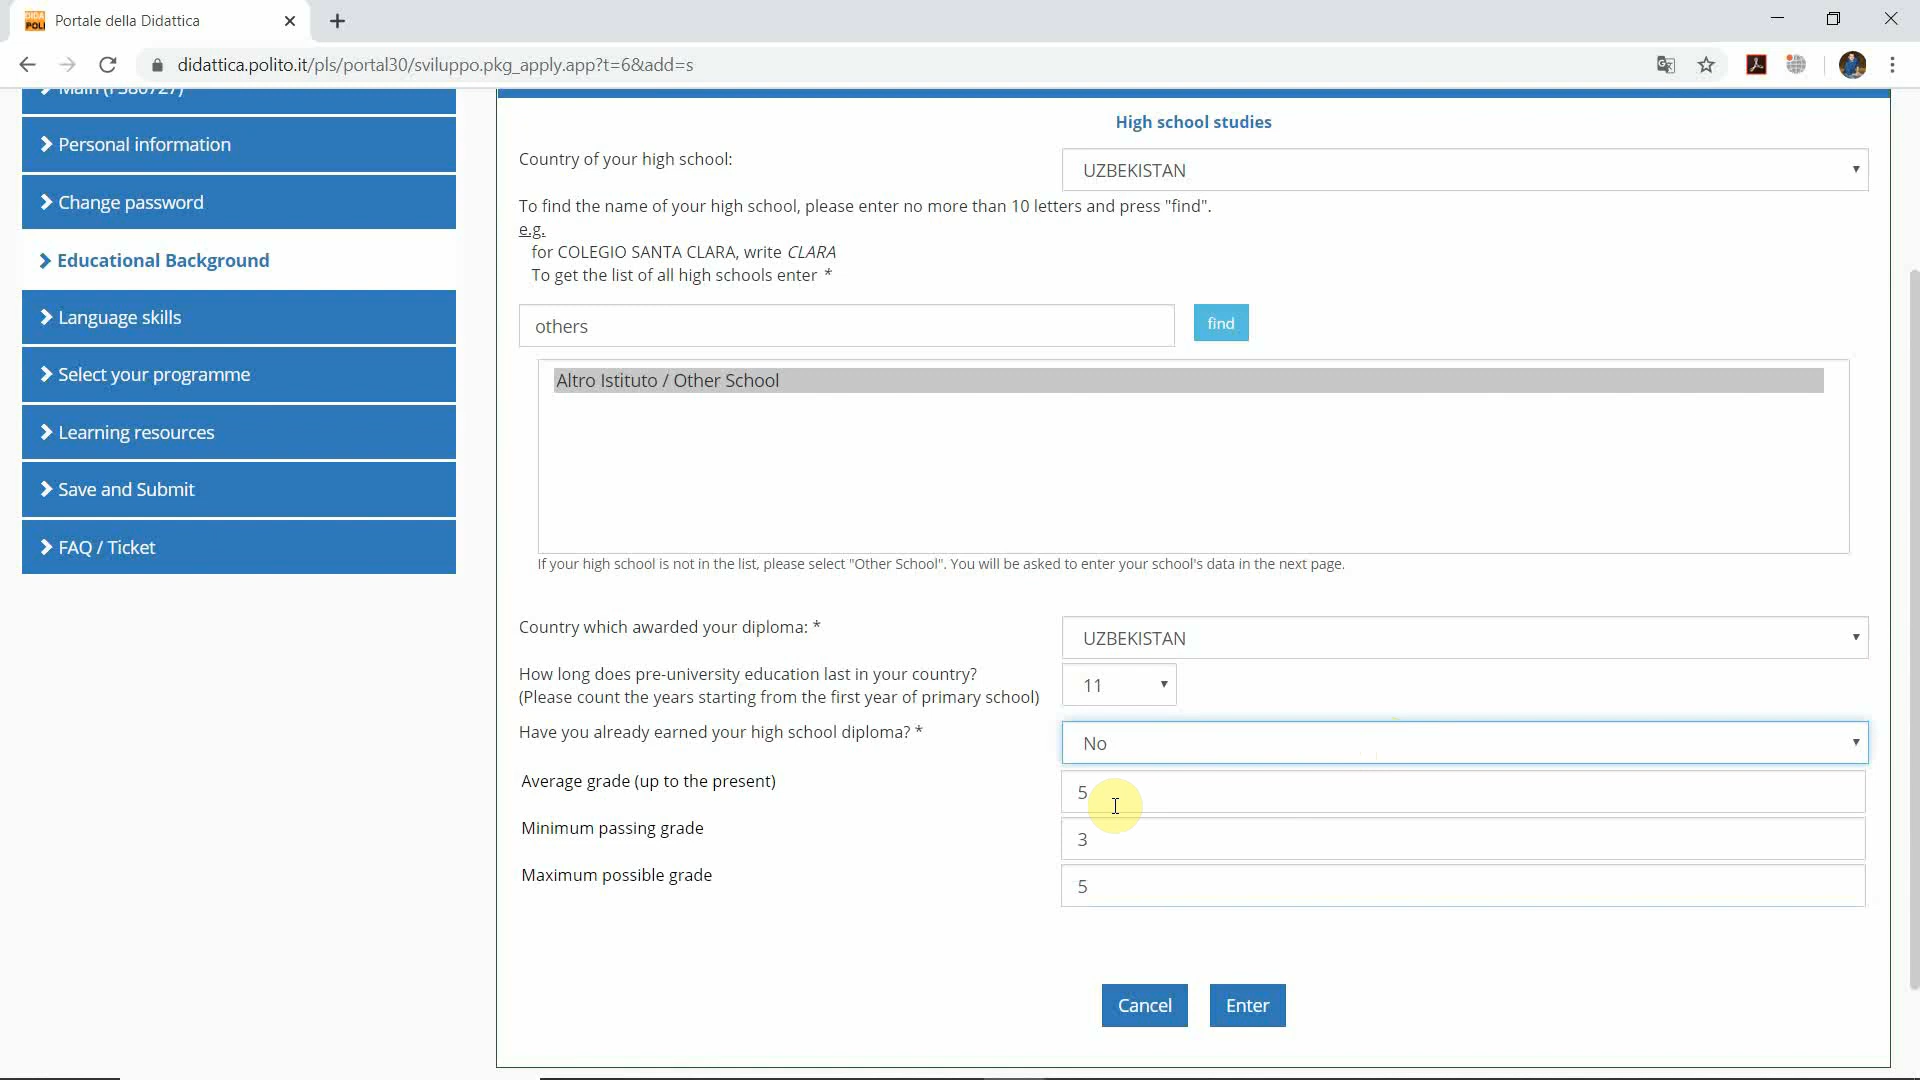 Portale della Didattica
didattica.polito.it/pls/portal30/sviluppo.pkg_apply.app?t=6&add=s
Personal information
Change password
Educational Background
Language skills
Select your programme
Learning resources
Save and Submit
FAQ / Ticket
High school studies
Country of your high school:
UZBEKISTAN
To find the name of your high school, please enter no more than 10 letters and press "find".
e.g.
for COLEGIO SANTA CLARA, write CLARA
To get the list of all high schools enter *
others
find
Altro Istituto / Other School
If your high school is not in the list, please select "Other School". You will be asked to enter your school's data in the next page.
Country which awarded your diploma: *
UZBEKISTAN
How long does pre-university education last in your country?
(Please count the years starting from the first year of primary school)
11
Have you already earned your high school diploma? *
No
Average grade (up to the present)
5
Minimum passing grade
3
Maximum possible grade
5
Cancel
Enter